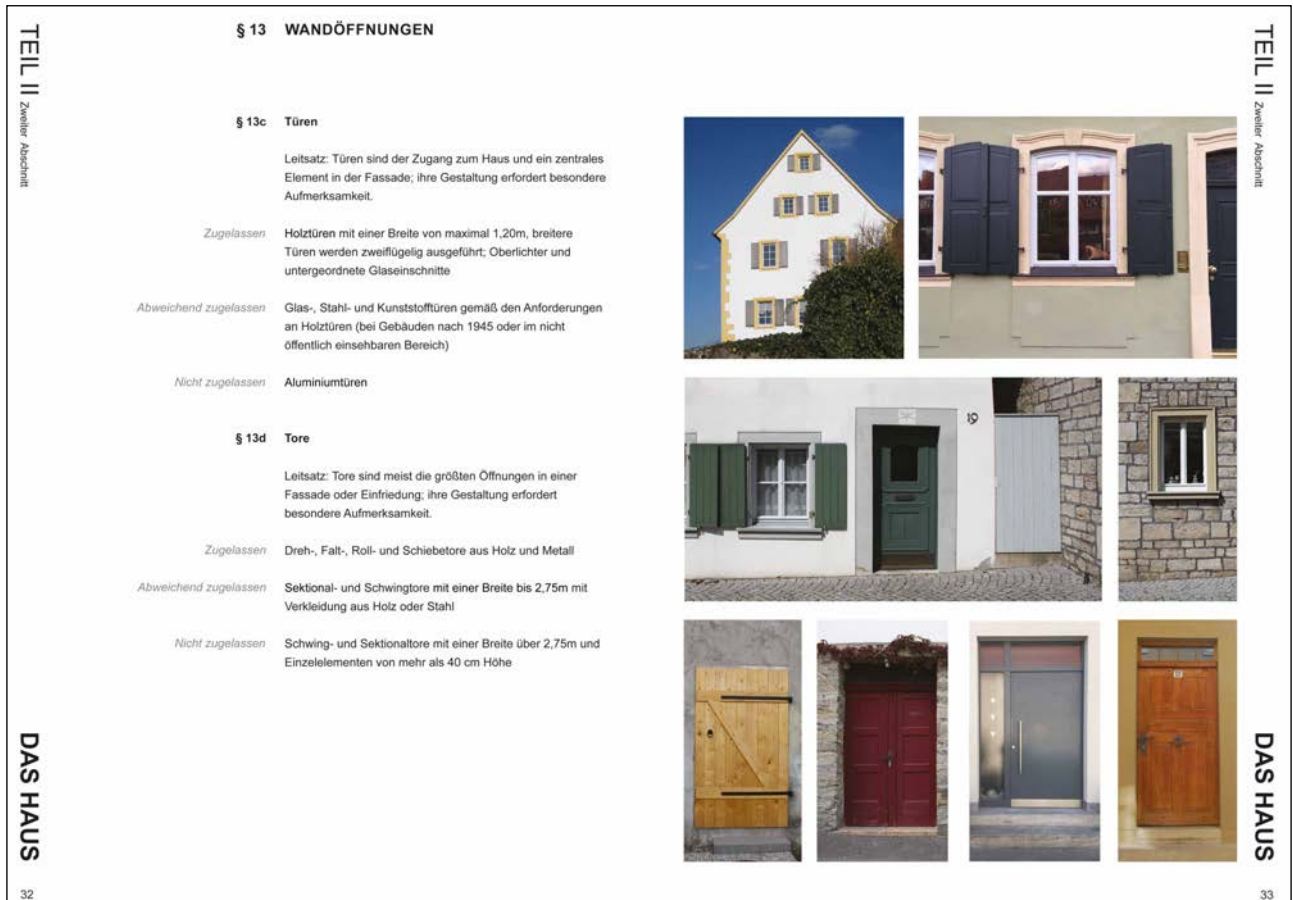 TEIL II Zweiter Abschnitt
§ 13 WANDÖFFNUNGEN
§ 13c Türen
Leitsatz: Türen sind der Zugang zum Haus und ein zentrales
Element in der Fassade; ihre Gestaltung erfordert besondere
Aufmerksamkeit.
Zugelassen Holztüren mit einer Breite von maximal 1,20m, breitere
Türen werden zweiflügelig ausgeführt; Oberlichter und
untergeordnete Glaseinschnitte
Abweichend zugelassen Glas-, Stahl- und Kunststofftüren gemäß den Anforderungen
an Holztüren (bei Gebäuden nach 1945 oder im nicht
öffentlich einsehbaren Bereich)
Nicht zugelassen Aluminiumtüren
§ 13d Tore
Leitsatz: Tore sind meist die größten Öffnungen in einer
Fassade oder Einfriedung; ihre Gestaltung erfordert
besondere Aufmerksamkeit.
Zugelassen Dreh-, Falt-, Roll- und Schiebetore aus Holz und Metall
Abweichend zugelassen Sektional- und Schwingtore mit einer Breite bis 2,75m mit
Verkleidung aus Holz oder Stahl
Nicht zugelassen Schwing- und Sektionaltore mit einer Breite über 2,75m und
Einzelelementen von mehr als 40 cm Höhe
DAS HAUS
32
19
TEIL II Zweiter Abschnitt
DAS HAUS
33